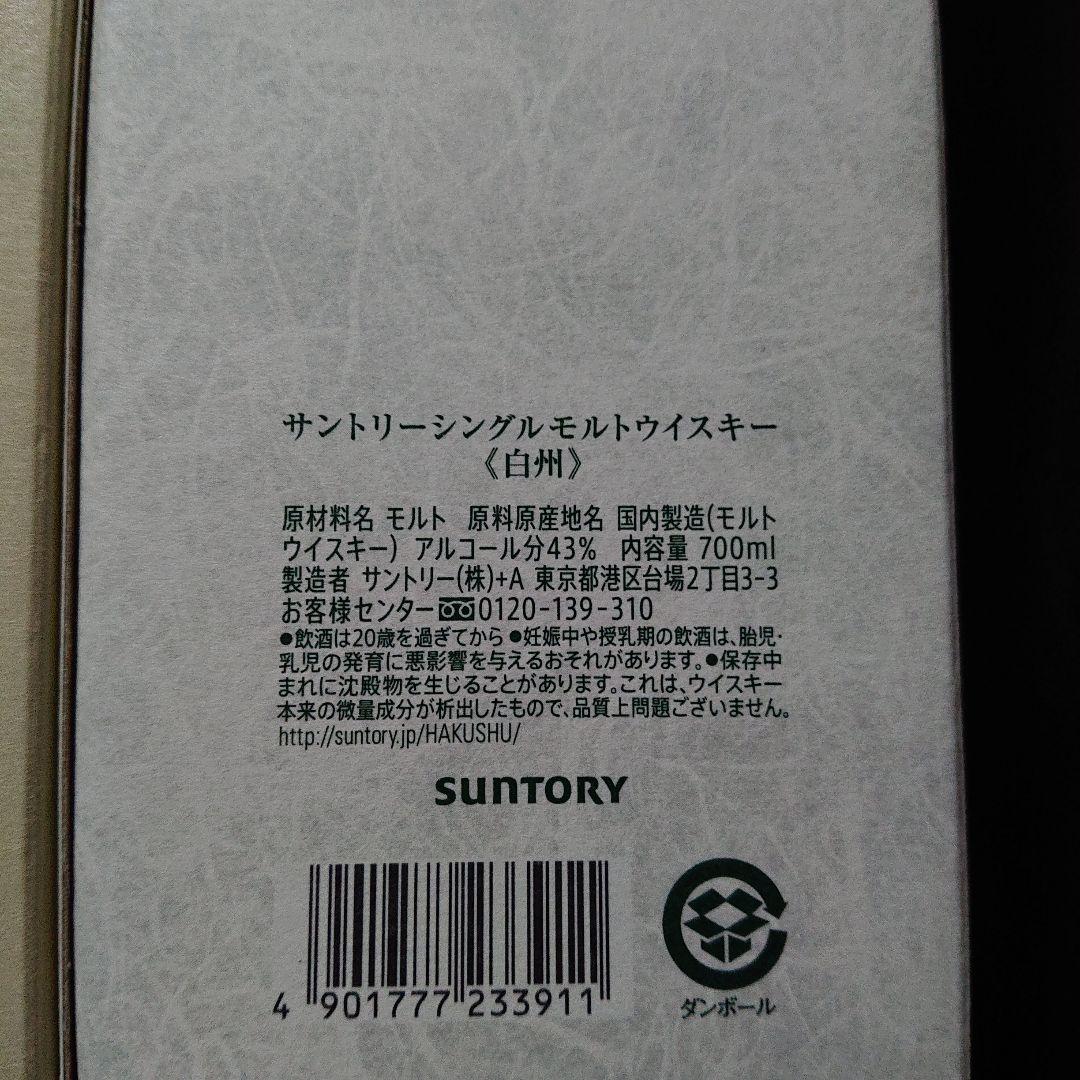 サントリーシングルモルトウイスキー
《白州》
原材料名 モルト 原料原産地名 国内製造(モルト
ウイスキー) アルコール分43% 内容量 700ml
製造者 サントリー(株)+A 東京都港区台場2丁目3-3
お客様センター 0120-139-310
●飲酒は20歳を過ぎてから ●妊娠中や授乳期の飲酒は、胎児・
乳児の発育に悪影響を与えるおそれがあります。●保存中
まれに沈殿物を生じることがあります。これは、ウイスキー
本来の微量成分が析出したもので、品質上問題ございません。
http://suntory.jp/HAKUSHU/
SUNTORY
4 901777 233911
ダンボール